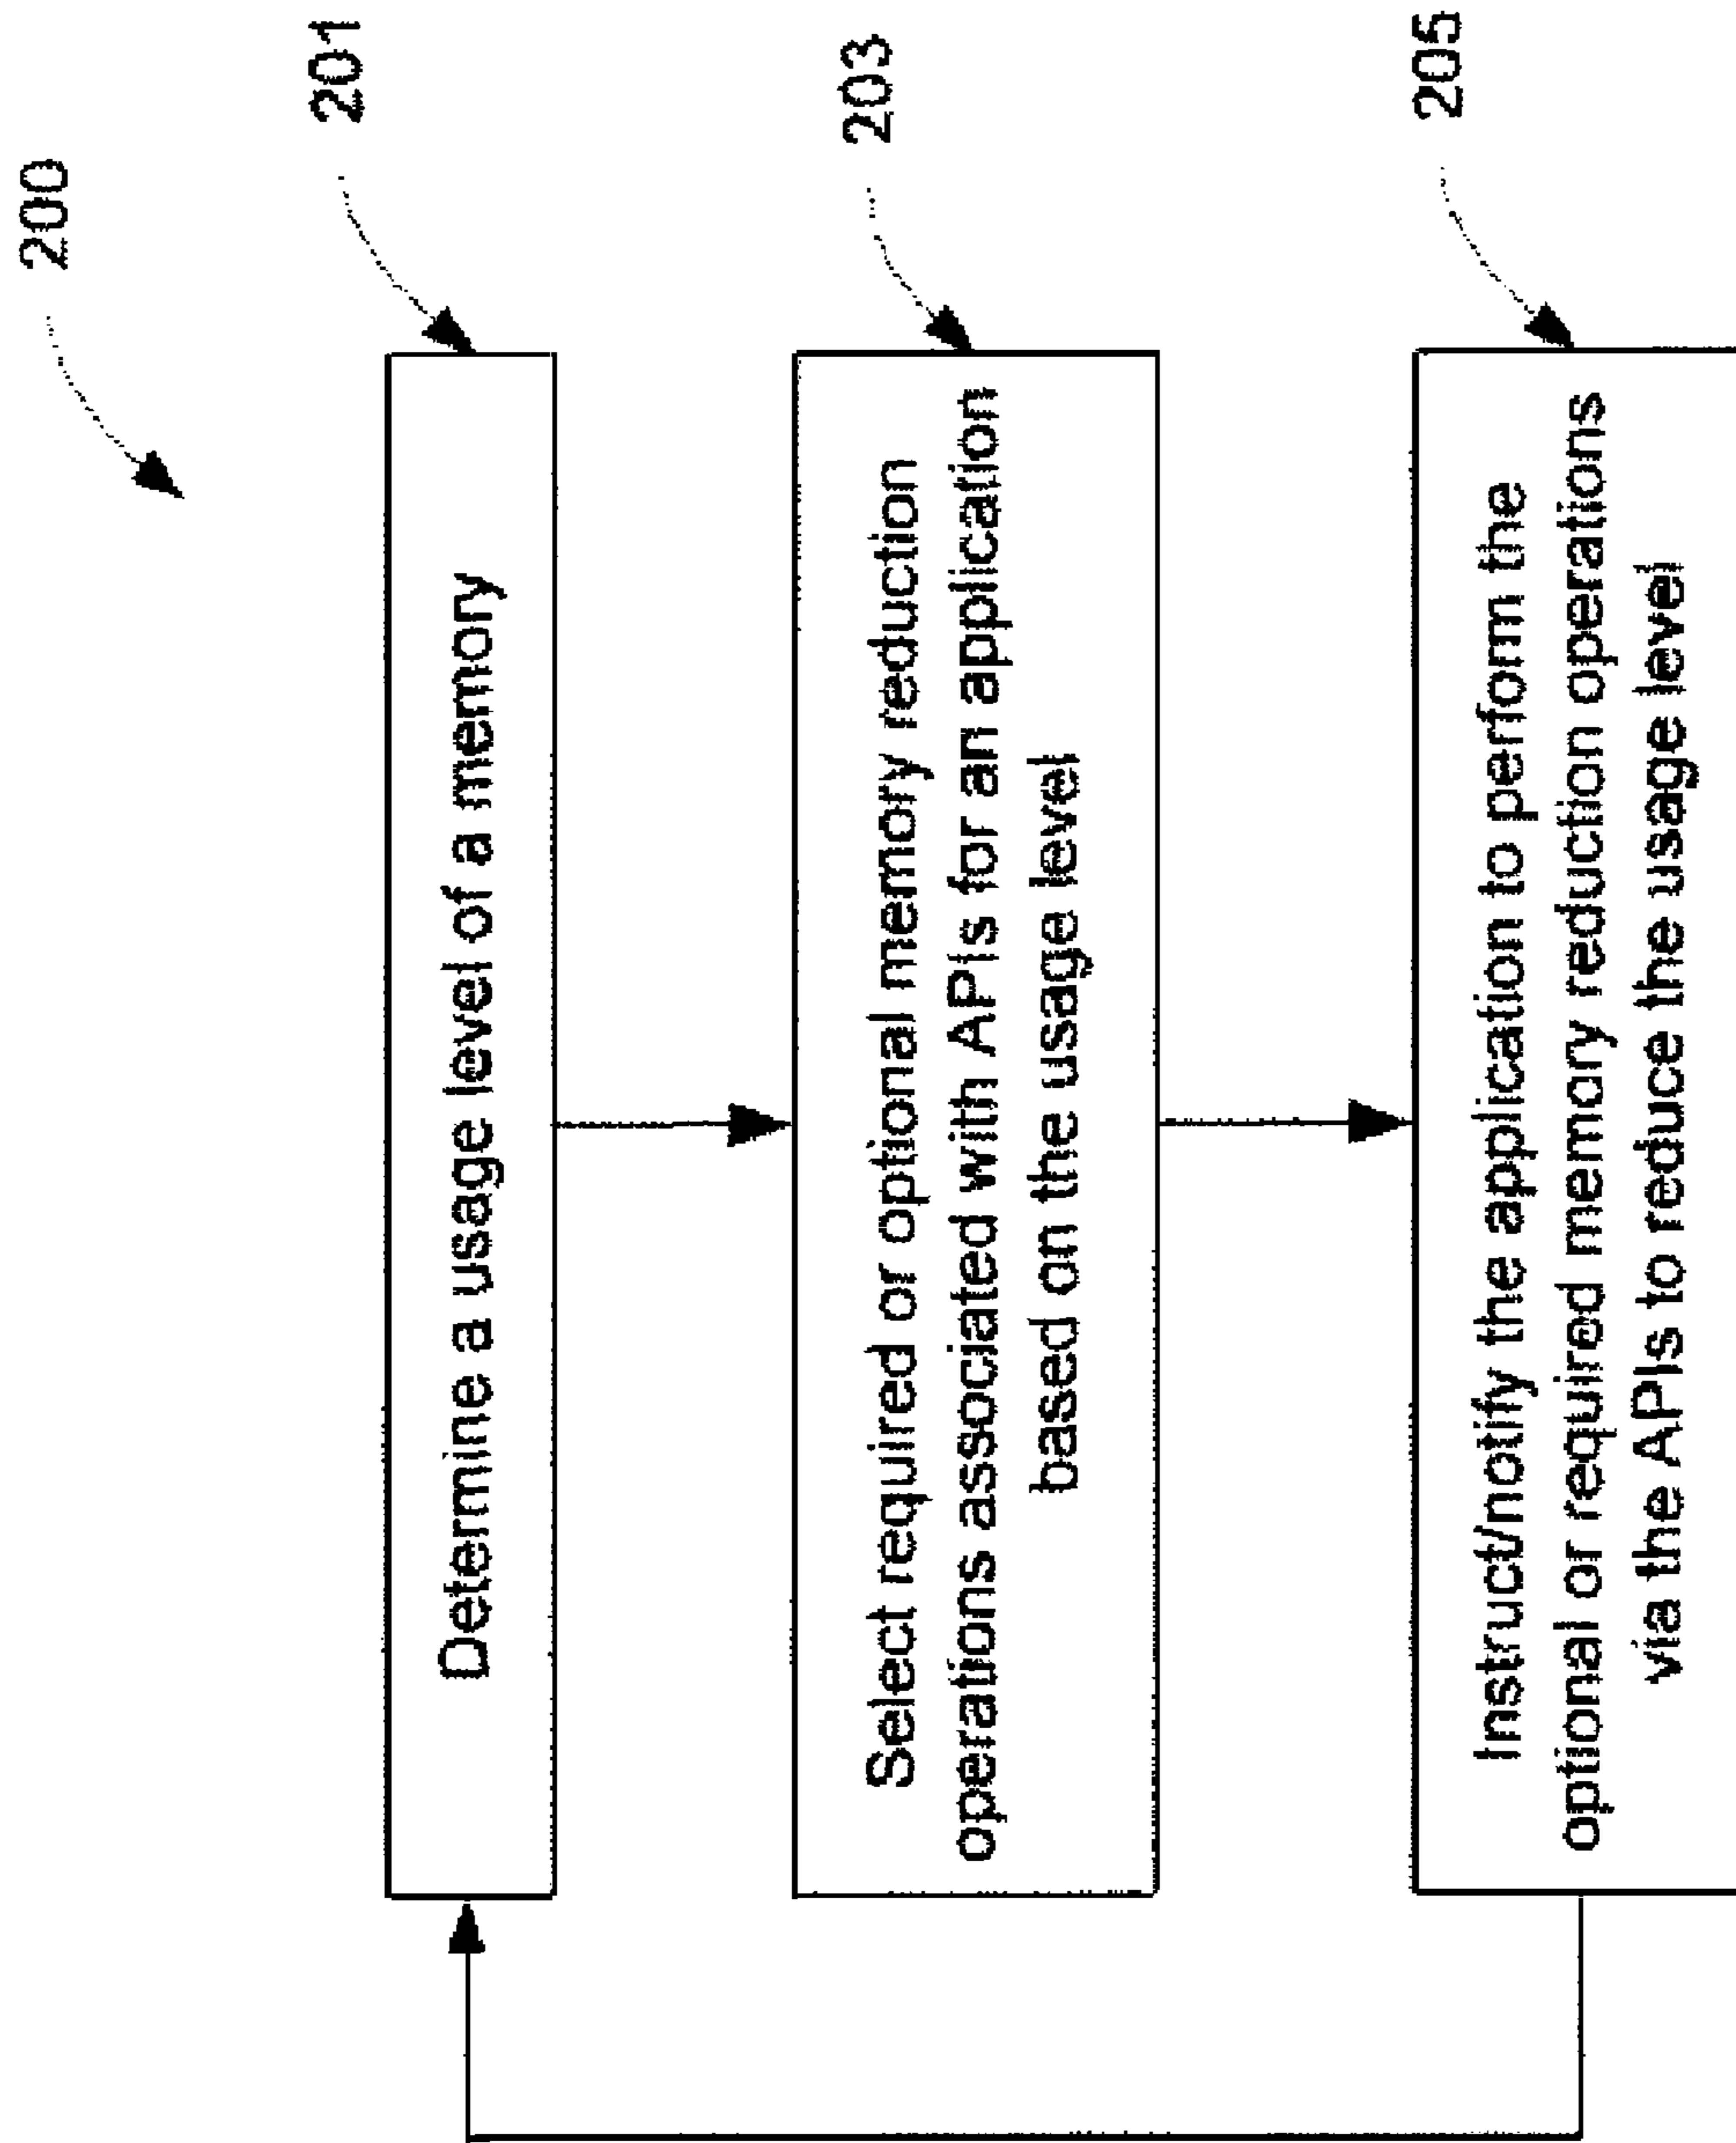 200
201
Determine a usage level of a memory
203
Select required or optional memory reduction
operations associated with APIs for an application
based on the usage level
205
Instruct/notify the application to perform the
optional or required memory reduction operations
via the APIs to reduce the usage level